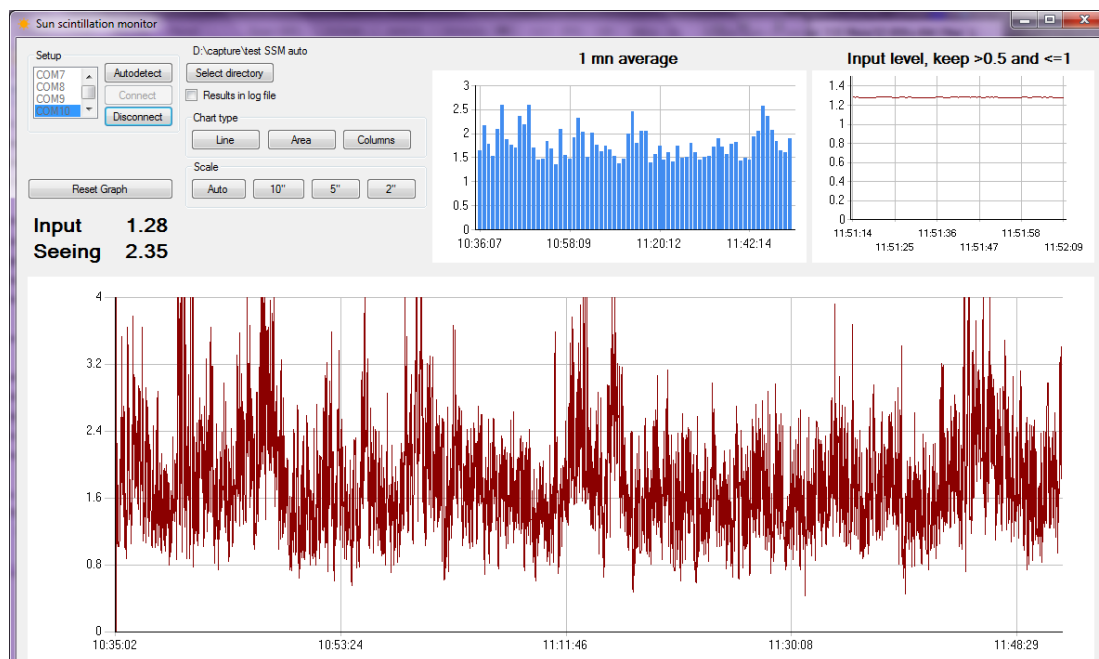 Sun scintillation monitor
Setup
COM7
COM8
COM9
COM10
Autodetect
Connect
Disconnect
D:\capture\test SSM auto
Select directory
Results in log file
Chart type
Line Area Columns
Scale
Auto 10" 5" 2"
Reset Graph
Input 1.28
Seeing 2.35
1 mn average
3
2.5
2
1.5
1
0.5
0
10:36:07 10:58:09 11:20:12 11:42:14
Input level, keep >0.5 and <=1
1.4
1.2
1
0.8
0.6
0.4
0.2
0
11:51:14 11:51:36 11:51:58
11:51:25 11:51:47 11:52:09
4
3.2
2.4
1.6
0.8
0
10:35:02 10:53:24 11:11:46 11:30:08 11:48:29